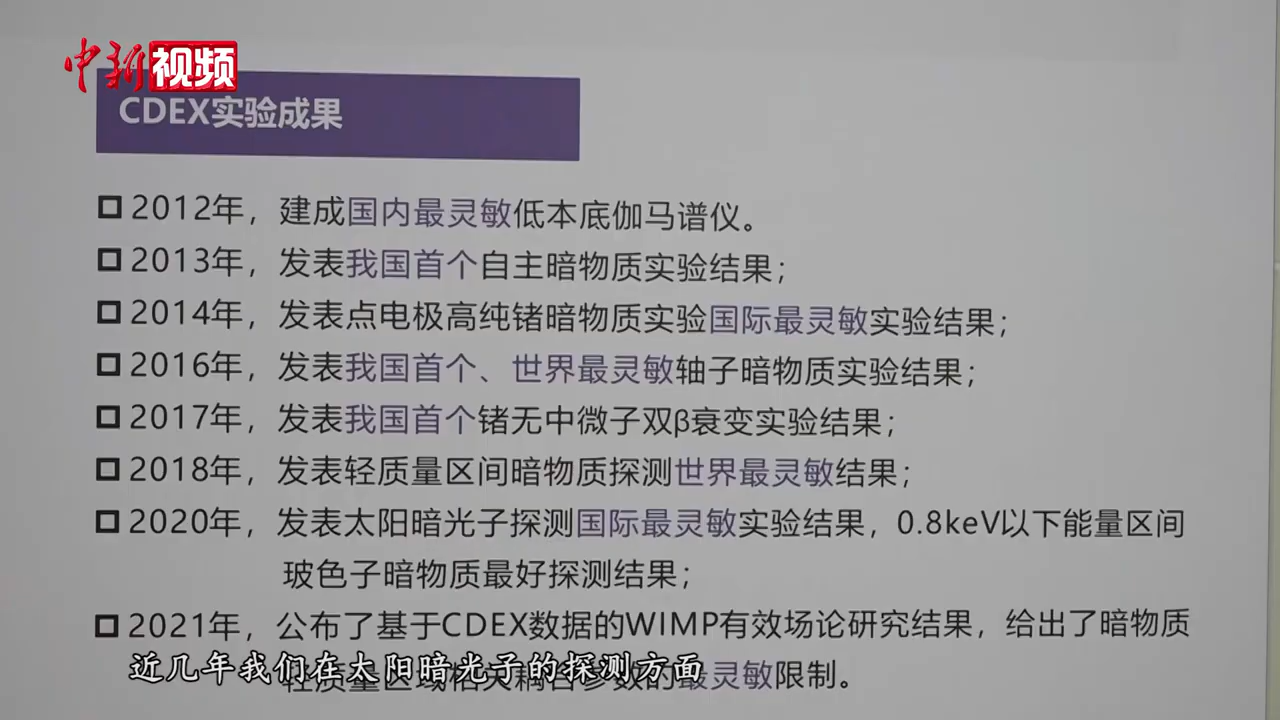 中新视频
CDEX实验成果
2012年，建成国内最灵敏低本底伽马谱仪。
2013年，发表我国首个自主暗物质实验结果；
2014年，发表点电极高纯锗暗物质实验国际最灵敏实验结果；
2016年，发表我国首个、世界最灵敏轴子暗物质实验结果；
2017年，发表我国首个锗无中微子双β衰变实验结果；
2018年，发表轻质量区间暗物质探测世界最灵敏结果；
2020年，发表太阳暗光子探测国际最灵敏实验结果，0.8keV以下能量区间
玻色子暗物质最好探测结果；
2021年，公布了基于CDEX数据的WIMP有效场论研究结果，给出了暗物质
轻质量区域相关耦合参数的最灵敏限制。
近几年我们在太阳暗光子的探测方面